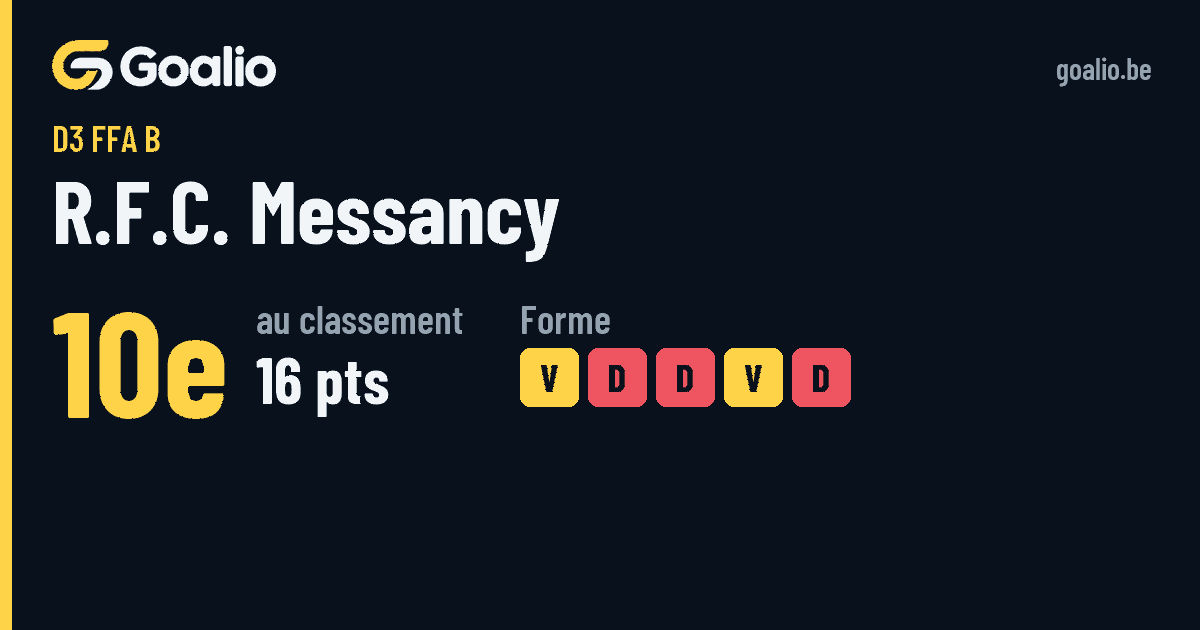 Goalio
goalio.be
D3 FFA B
R.F.C. Messancy
10e
au classement
16 pts
Forme
V D D V D